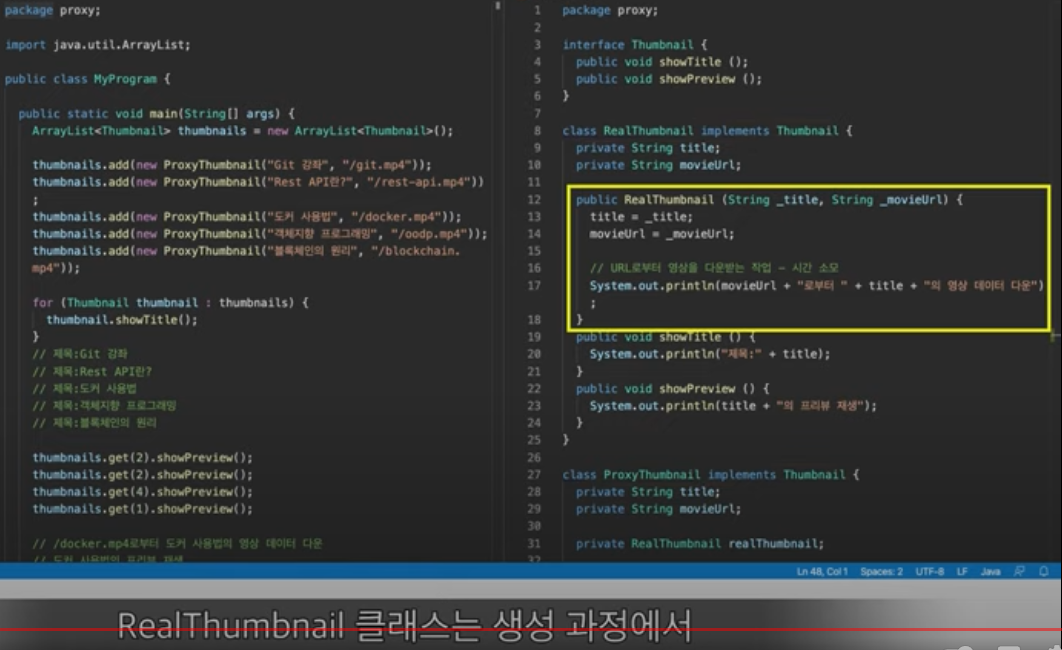 package proxy;
import java.util.ArrayList;
public class MyProgram {
public static void main(String[] args) {
ArrayList<Thumbnail> thumbnails = new ArrayList<Thumbnail>();
thumbnails.add(new ProxyThumbnail("Git 강좌", "/git.mp4"));
thumbnails.add(new ProxyThumbnail("Rest API란?", "/rest-api.mp4"))
;
thumbnails.add(new ProxyThumbnail("도커 사용법", "/docker.mp4"));
thumbnails.add(new ProxyThumbnail("객체지향 프로그래밍", "/oodp.mp4"));
thumbnails.add(new ProxyThumbnail("블록체인의 원리", "/blockchain.
mp4"));
for (Thumbnail thumbnail : thumbnails) {
thumbnail.showTitle();
}
// 제목:Git 강좌
// 제목:Rest API란?
// 제목:도커 사용법
// 제목:객체지향 프로그래밍
// 제목:블록체인의 원리
thumbnails.get(2).showPreview();
thumbnails.get(2).showPreview();
thumbnails.get(4).showPreview();
thumbnails.get(1).showPreview();
// /docker.mp4로부터 도커 사용법의 영상 데이터 다운
// 도커 사용법의 프리뷰 재생
1 package proxy;
2
3 interface Thumbnail {
4 public void showTitle ();
5 public void showPreview ();
6 }
7
8 class RealThumbnail implements Thumbnail {
9 private String title;
10 private String movieUrl;
11
12 public RealThumbnail (String _title, String _movieUrl) {
13 title = _title;
14 movieUrl = _movieUrl;
15
16 // URL로부터 영상을 다운받는 작업 - 시간 소모
17 System.out.println(movieUrl + "로부터 " + title + "의 영상 데이터 다운")
;
18 }
19 public void showTitle () {
20 System.out.println("제목:" + title);
21 }
22 public void showPreview () {
23 System.out.println(title + "의 프리뷰 재생");
24 }
25 }
26
27 class ProxyThumbnail implements Thumbnail {
28 private String title;
29 private String movieUrl;
30
31 private RealThumbnail realThumbnail;
32
Ln 48, Col 1 Spaces: 2 UTF-8 LF Java
RealThumbnail 클래스는 생성 과정에서